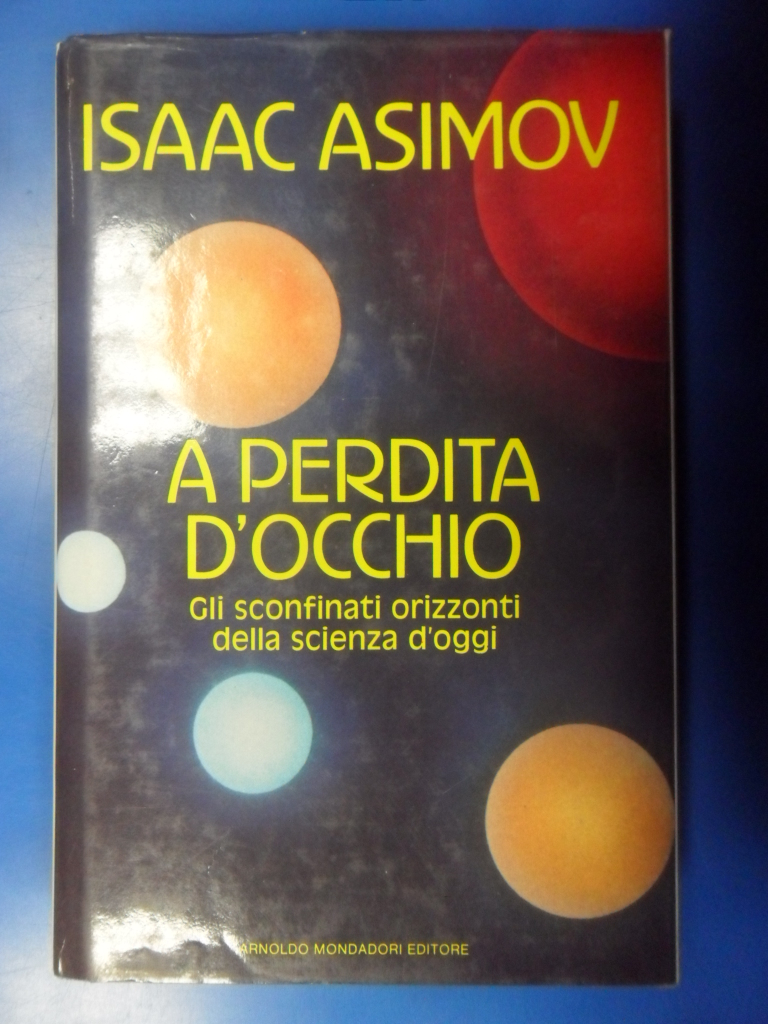 ISAAC ASIMOV
A PERDITA
D'OCCHIO
Gli sconfinati orizzonti
della scienza d'oggi
ARNOLDO MONDADORI EDITORE